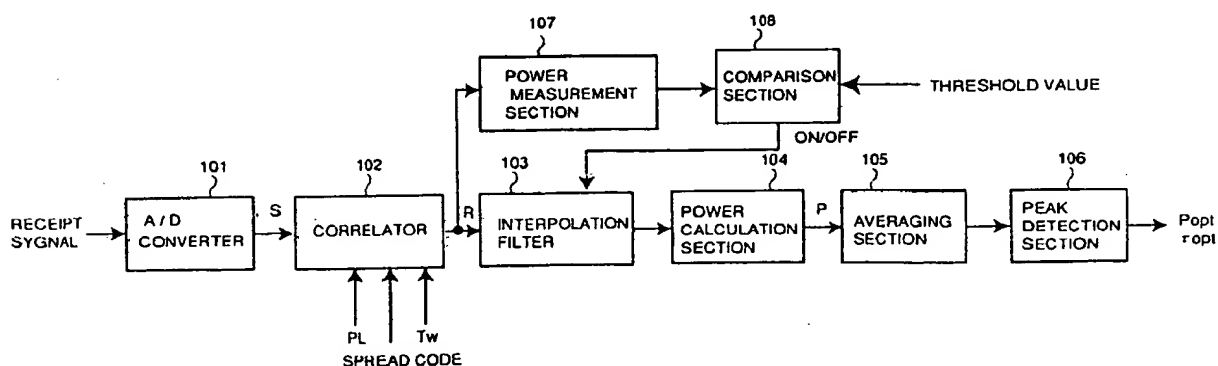 107
POWER
MEASUREMENT
SECTION
108
COMPARISON
SECTION
THRESHOLD VALUE
ON/OFF
101
A/D
CONVERTER
RECEIPT
SYGNAL
S
102
CORRELATOR
R
103
INTERPOLATION
FILTER
104
POWER
CALCULATION
SECTION
P
105
AVERAGING
SECTION
106
PEAK
DETECTION
SECTION
Popt
τopt
PL
Tw
SPREAD CODE